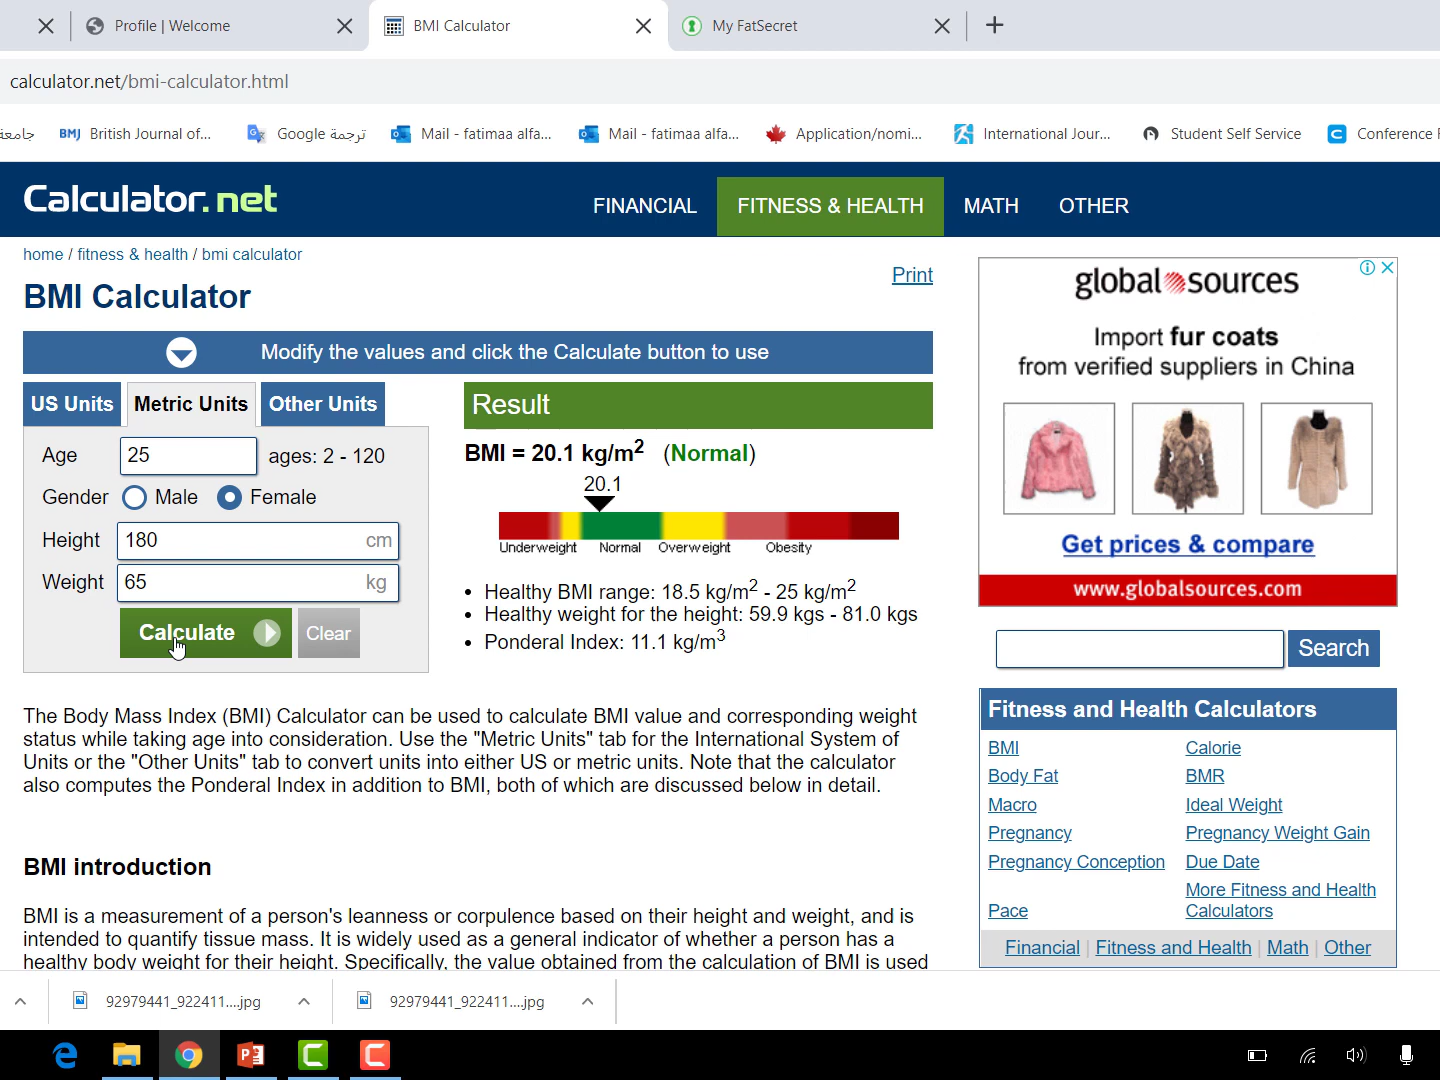 Profile | Welcome
BMI Calculator
My FatSecret
calculator.net/bmi-calculator.html
جامعة
BMJ British Journal of...
ترجمة Google
Mail - fatimaa alfa...
Mail - fatimaa alfa...
Application/nomi...
International Jour...
Student Self Service
Conference
Calculator.net
FINANCIAL
FITNESS & HEALTH
MATH
OTHER
home / fitness & health / bmi calculator
Print
BMI Calculator
Modify the values and click the Calculate button to use
US Units
Metric Units
Other Units
Age 25 ages: 2 - 120
Gender Male Female
Height 180 cm
Weight 65 kg
Calculate
Clear
Result
BMI = 20.1 kg/m² (Normal)
20.1
Underweight Normal Overweight Obesity
• Healthy BMI range: 18.5 kg/m² - 25 kg/m²
• Healthy weight for the height: 59.9 kgs - 81.0 kgs
• Ponderal Index: 11.1 kg/m³
The Body Mass Index (BMI) Calculator can be used to calculate BMI value and corresponding weight
status while taking age into consideration. Use the "Metric Units" tab for the International System of
Units or the "Other Units" tab to convert units into either US or metric units. Note that the calculator
also computes the Ponderal Index in addition to BMI, both of which are discussed below in detail.
BMI introduction
BMI is a measurement of a person's leanness or corpulence based on their height and weight, and is
intended to quantify tissue mass. It is widely used as a general indicator of whether a person has a
healthy body weight for their height. Specifically, the value obtained from the calculation of BMI is used
global sources
Import fur coats
from verified suppliers in China
Get prices & compare
www.globalsources.com
Search
Fitness and Health Calculators
BMI
Calorie
Body Fat
BMR
Macro
Ideal Weight
Pregnancy
Pregnancy Weight Gain
Pregnancy Conception
Due Date
Pace
More Fitness and Health
Calculators
Financial | Fitness and Health | Math | Other
92979441_922411....jpg
92979441_922411....jpg